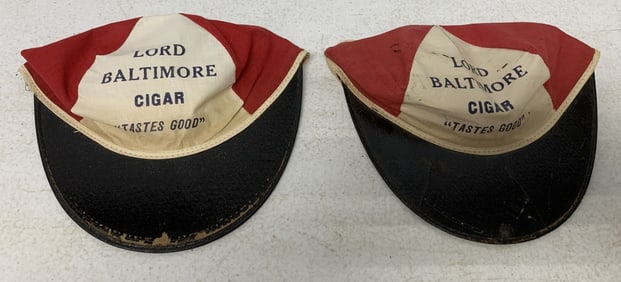 LORD
BALTIMORE
CIGAR
"TASTES GOOD"
LORD
BALTIMORE
CIGAR
"TASTES GOOD"